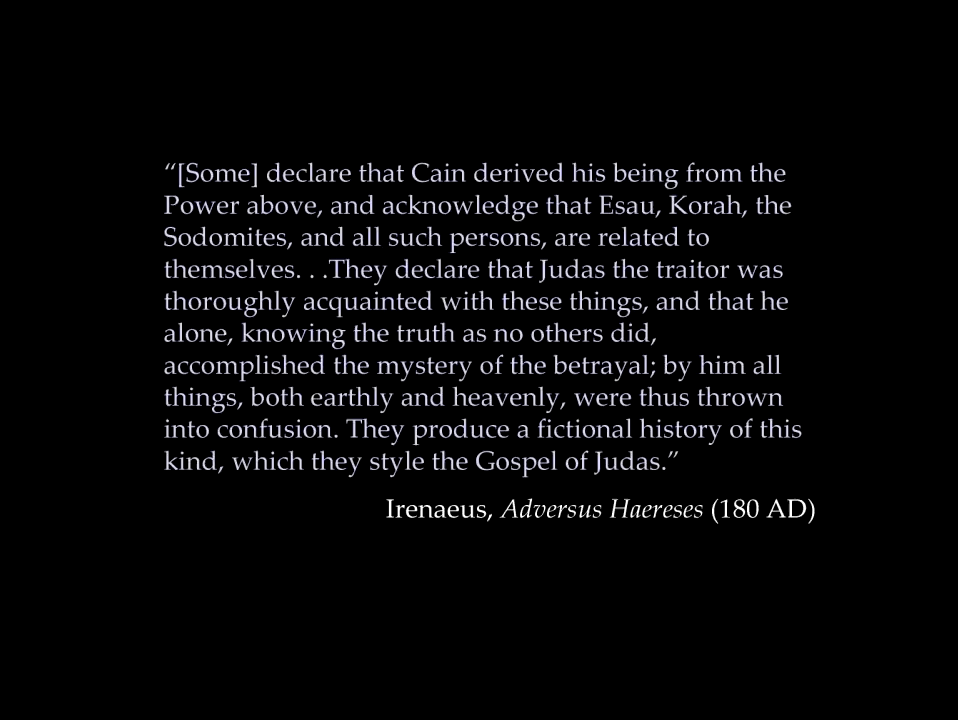 “[Some] declare that Cain derived his being from the
Power above, and acknowledge that Esau, Korah, the
Sodomites, and all such persons, are related to
themselves. . .They declare that Judas the traitor was
thoroughly acquainted with these things, and that he
alone, knowing the truth as no others did,
accomplished the mystery of the betrayal; by him all
things, both earthly and heavenly, were thus thrown
into confusion. They produce a fictional history of this
kind, which they style the Gospel of Judas.”
Irenaeus, Adversus Haereses (180 AD)